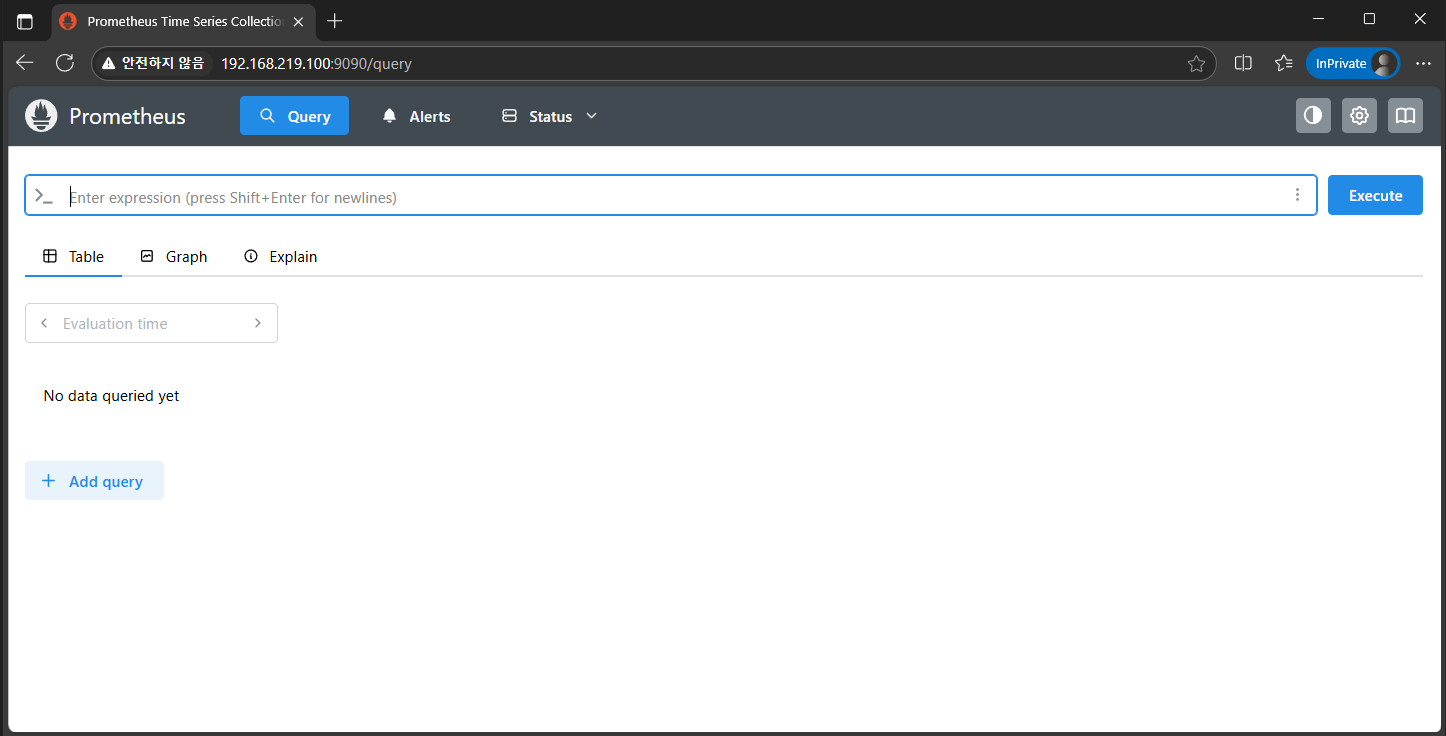 Prometheus Time Series Collectio
안전하지 않음 192.168.219.100:9090/query InPrivate
Prometheus Query Alerts Status
Enter expression (press Shift+Enter for newlines) Execute
Table Graph Explain
Evaluation time
No data queried yet
Add query